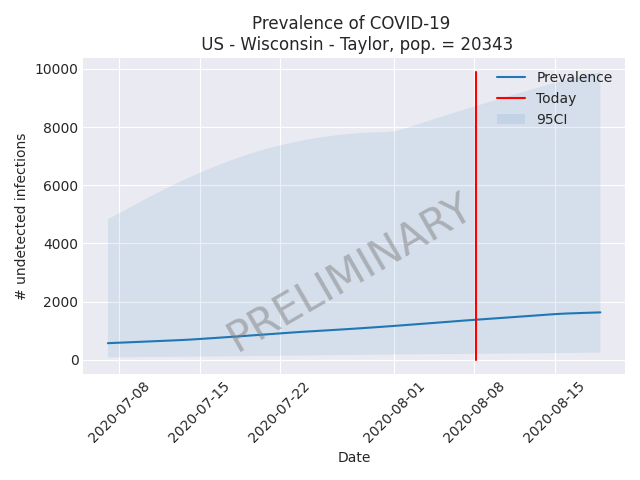 Prevalence of COVID-19
US - Wisconsin - Taylor, pop. = 20343
10000
8000
6000
4000
2000
0
# undetected infections
Prevalence
Today
95CI
PRELIMINARY
2020-07-08
2020-07-15
2020-07-22
2020-08-01
2020-08-08
2020-08-15
Date